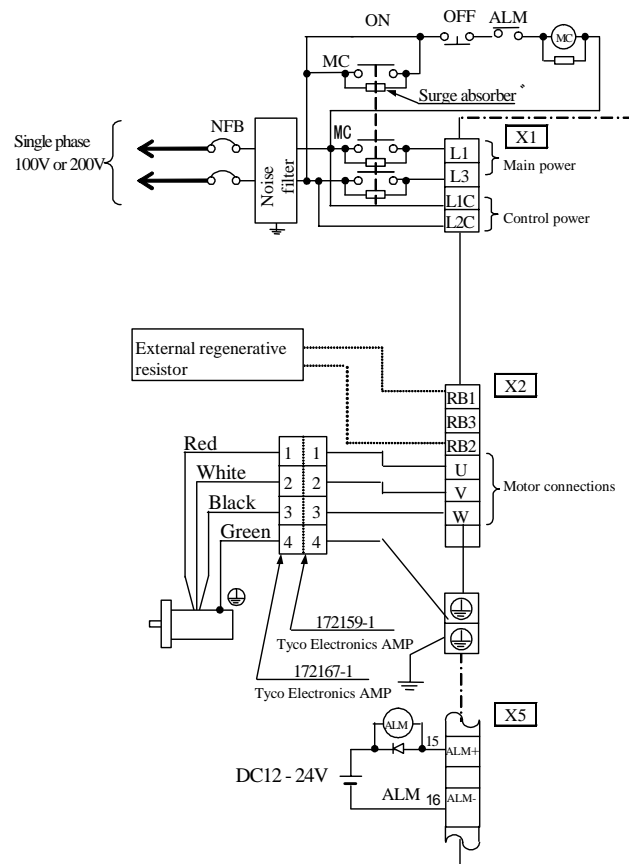 ON
OFF
ALM
MC
MC
Surge absorber*
Single phase
100V or 200V
NFB
MC
Noise
filter
X1
L1
L3
Main power
L1C
L2C
Control power
External regenerative
resistor
X2
RB1
RB3
RB2
Red
1 1
U
White
2 2
V
Motor connections
Black
3 3
W
Green
4 4
172159-1
Tyco Electronics AMP
172167-1
Tyco Electronics AMP
X5
ALM
15
ALM+
DC12 - 24V
ALM 16
ALM-